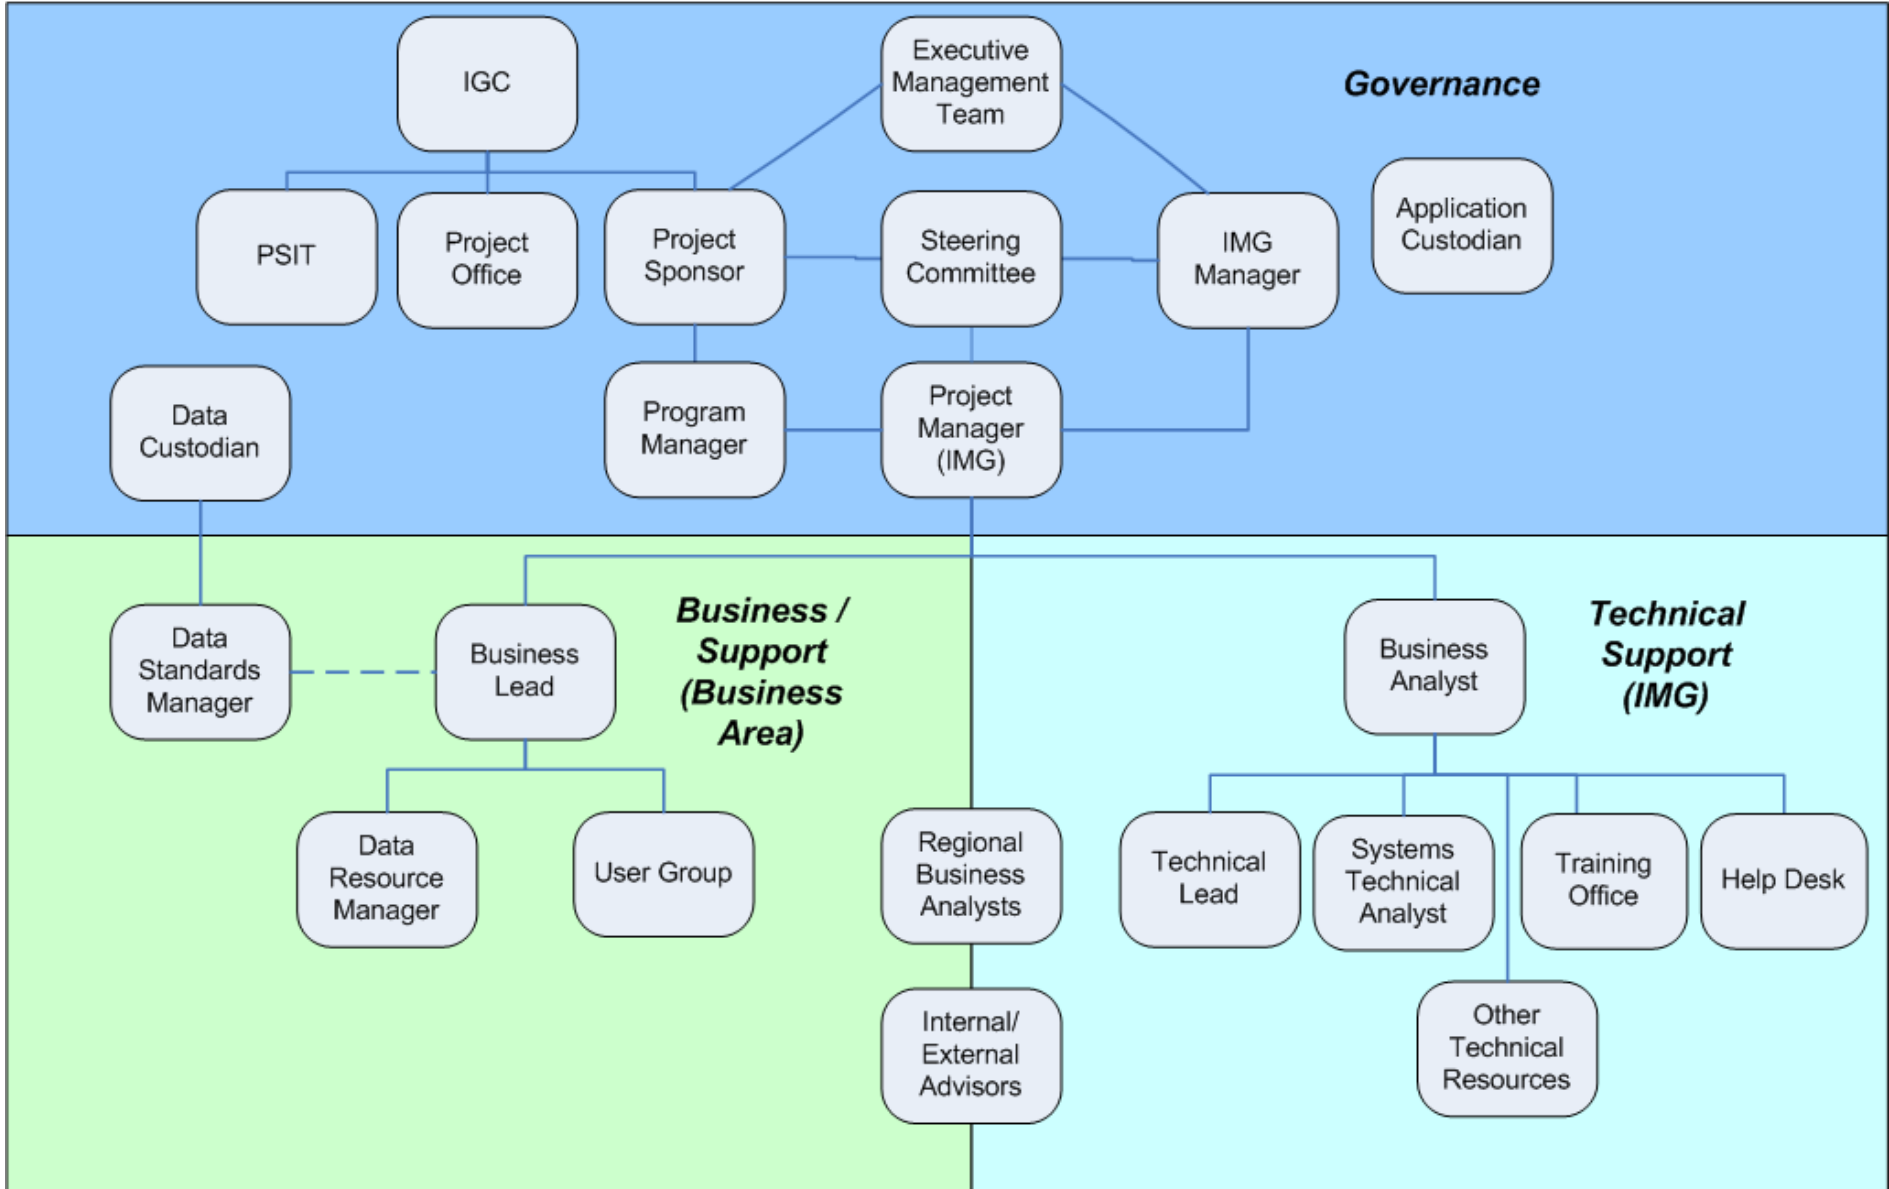 IGC
Executive
Management
Team
Governance
PSIT
Project
Office
Project
Sponsor
Steering
Committee
IMG
Manager
Application
Custodian
Data
Custodian
Program
Manager
Project
Manager
(IMG)
Data
Standards
Manager
Business
Lead
Business /
Support
(Business
Area)
Business
Analyst
Technical
Support
(IMG)
Data
Resource
Manager
User Group
Regional
Business
Analysts
Technical
Lead
Systems
Technical
Analyst
Training
Office
Help Desk
Internal/
External
Advisors
Other
Technical
Resources